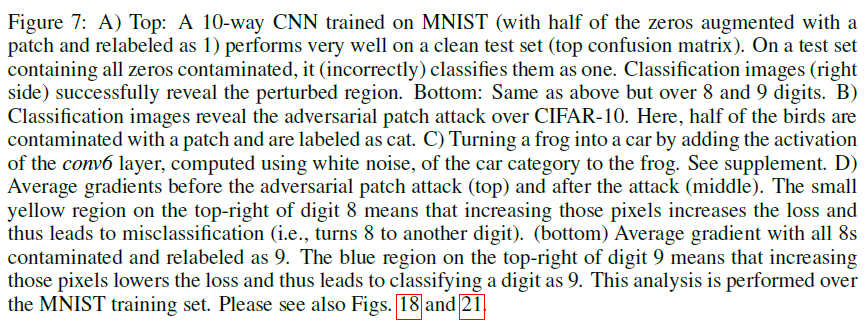 Figure 7: A) Top: A 10-way CNN trained on MNIST (with half of the zeros augmented with a
patch and relabeled as 1) performs very well on a clean test set (top confusion matrix). On a test set
containing all zeros contaminated, it (incorrectly) classifies them as one. Classification images (right
side) successfully reveal the perturbed region. Bottom: Same as above but over 8 and 9 digits. B)
Classification images reveal the adversarial patch attack over CIFAR-10. Here, half of the birds are
contaminated with a patch and are labeled as cat. C) Turning a frog into a car by adding the activation
of the conv6 layer, computed using white noise, of the car category to the frog. See supplement. D)
Average gradients before the adversarial patch attack (top) and after the attack (middle). The small
yellow region on the top-right of digit 8 means that increasing those pixels increases the loss and
thus leads to misclassification (i.e., turns 8 to another digit). (bottom) Average gradient with all 8s
contaminated and relabeled as 9. The blue region on the top-right of digit 9 means that increasing
those pixels lowers the loss and thus leads to classifying a digit as 9. This analysis is performed over
the MNIST training set. Please see also Figs. 18 and 21.